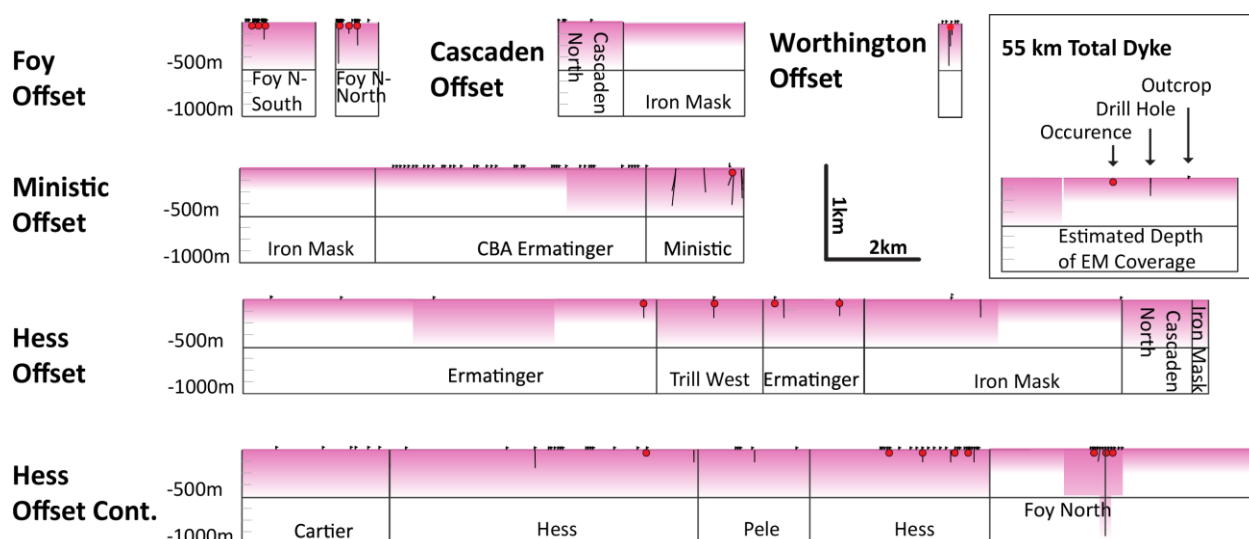 Foy
Offset
-500m
-1000m
Foy N-
South
Foy N-
North
Cascaden
Offset
Cascaden
North
Iron Mask
Worthington
Offset
55 km Total Dyke
Outcrop
Drill Hole
Occurence
Estimated Depth
of EM Coverage
Ministic
Offset
-500m
-1000m
Iron Mask
CBA Ermatinger
Ministic
1km
2km
Hess
Offset
-500m
-1000m
Ermatinger
Trill West
Ermatinger
Iron Mask
Cascaden
North
Iron Mask
Hess
Offset Cont.
-500m
-1000m
Cartier
Hess
Pele
Hess
Foy North